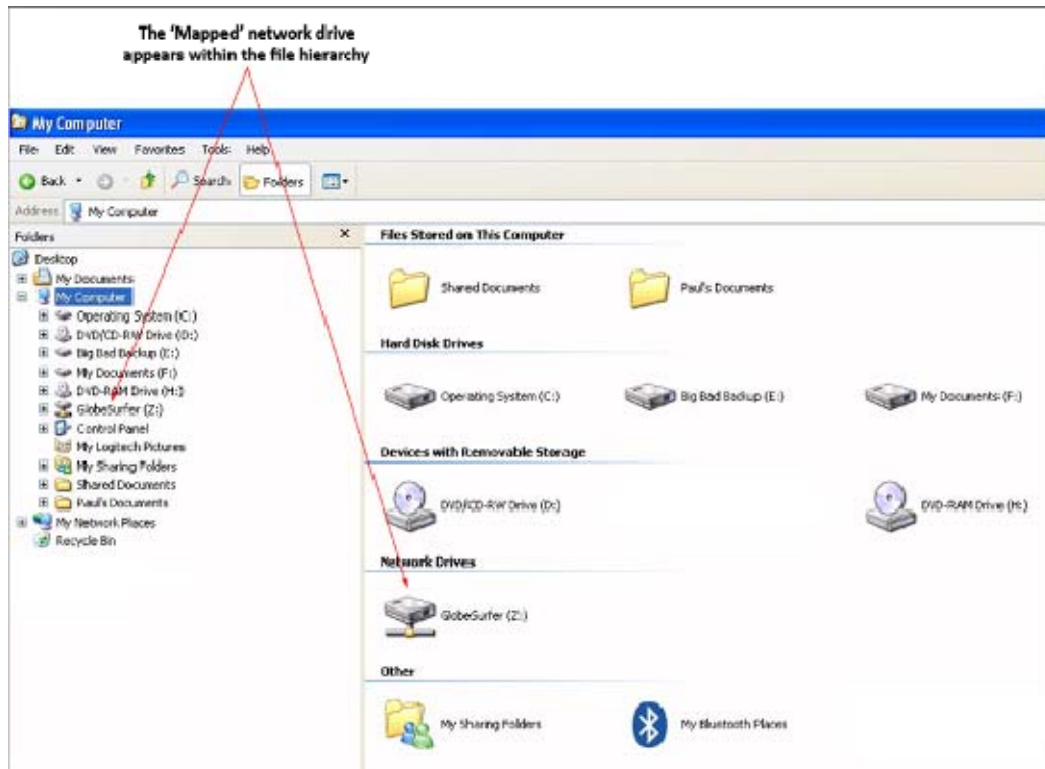 The 'Mapped' network drive
appears within the file hierarchy
My Computer
File Edit View Favorites Tools Help
Back Search Folders
Address My Computer
Folders
Desktop
My Documents
My Computer
Operating System (C:)
DVD/CD-RW Drive (D:)
Big Bad Backup (E:)
My Documents (F:)
DVD-RAM Drive (H:)
GlobeSurfer (Z:)
Control Panel
My Logitech Pictures
My Sharing Folders
Shared Documents
Paul's Documents
My Network Places
Recycle Bin
Files Stored on This Computer
Shared Documents Paul's Documents
Hard Disk Drives
Operating System (C:) Big Bad Backup (E:) My Documents (F:)
Devices with Removable Storage
DVD/CD-RW Drive (D:) DVD-RAM Drive (H:)
Network Drives
GlobeSurfer (Z:)
Other
My Sharing Folders My Bluetooth Places